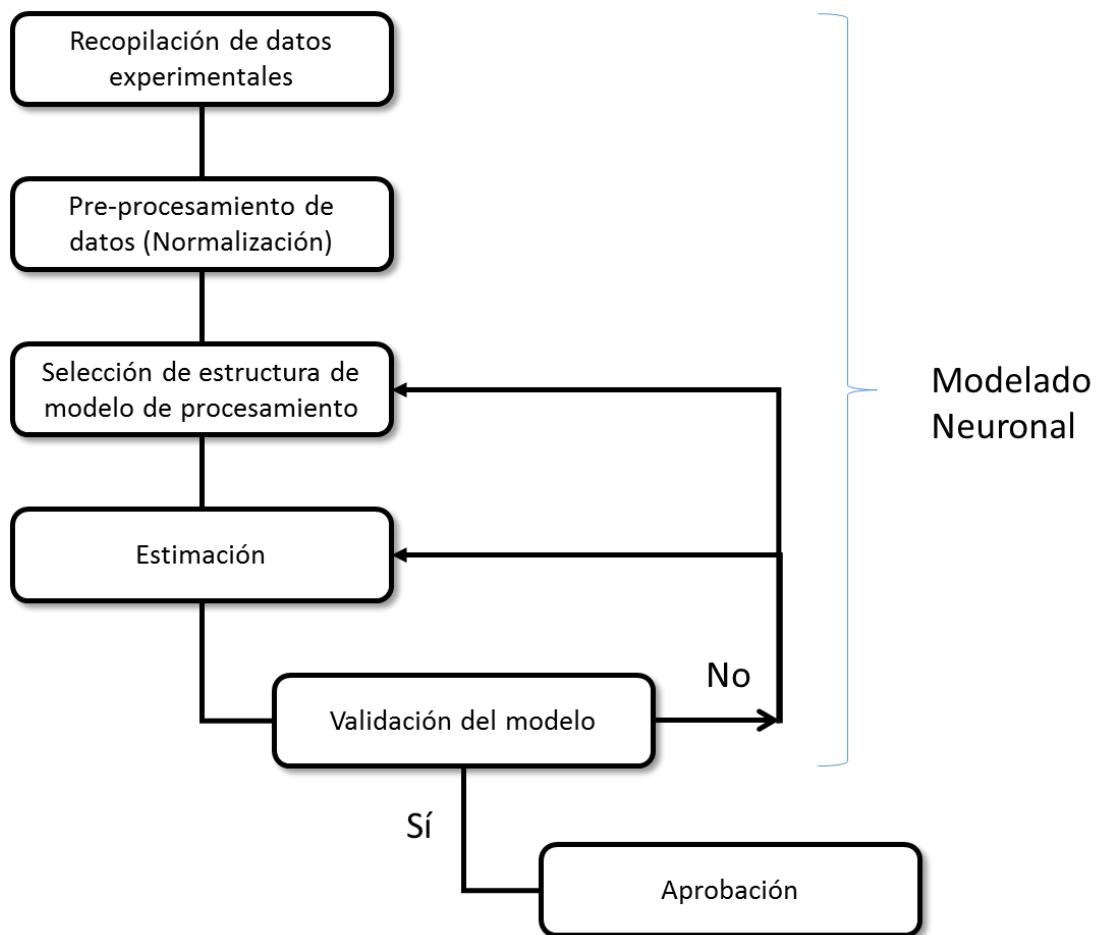 Recopilación de datos
experimentales
Pre-procesamiento de
datos (Normalización)
Selección de estructura de
modelo de procesamiento
Modelado
Neuronal
Estimación
No
Validación del modelo
Sí
Aprobación